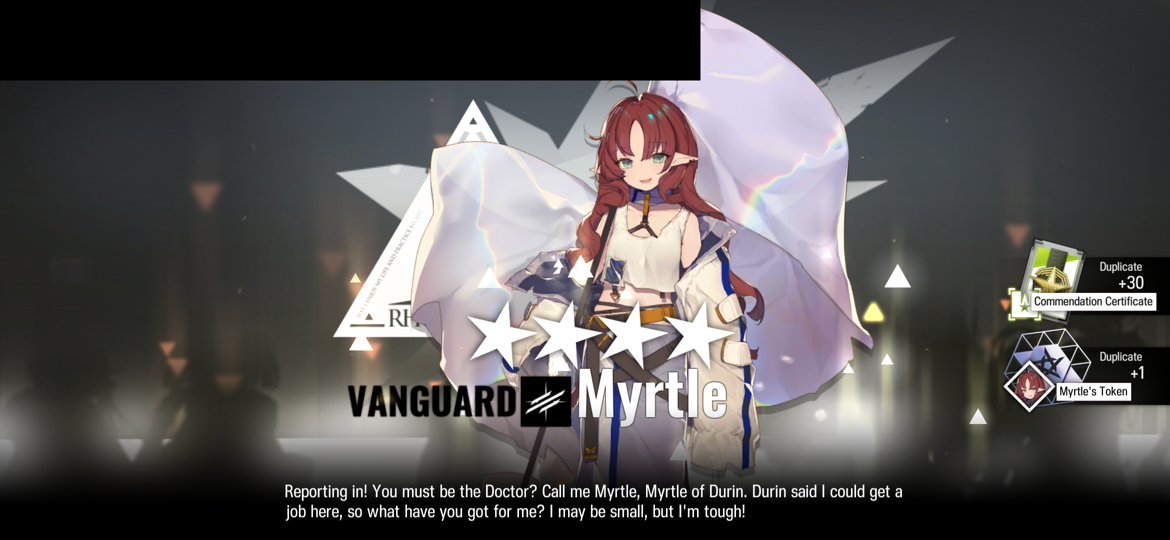 Duplicate
+30
Commendation Certificate
RH
VANGUARD Myrtle
Duplicate
+1
Myrtle's Token
Reporting in! You must be the Doctor? Call me Myrtle, Myrtle of Durin. Durin said I could get a
job here, so what have you got for me? I may be small, but I'm tough!